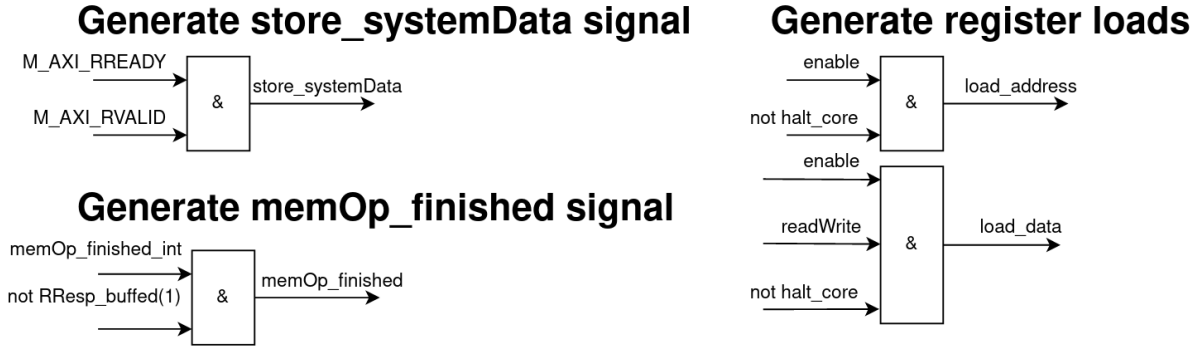 Generate store_systemData signal
M_AXI_RREADY
M_AXI_RVALID
&
store_systemData
Generate memOp_finished signal
memOp_finished_int
not RResp_buffed(1)
&
memOp_finished
Generate register loads
enable
not halt_core
&
load_address
enable
readWrite
not halt_core
&
load_data